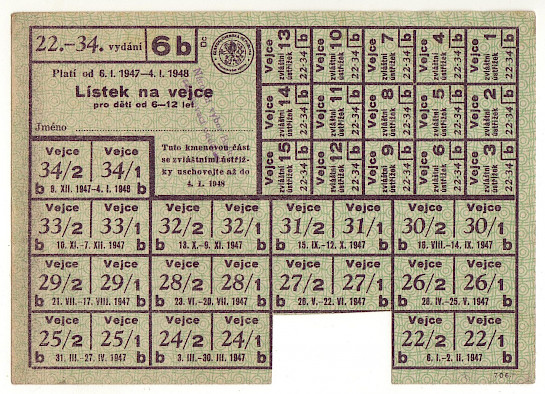 22.-34. vydání 6b Dc
Platí od 6. I. 1947-4. I. 1948
Lístek na vejce
pro děti od 6-12 let
Jméno
Tuto kmenovou část
se zvláštními ústřiž-
ky uschovejte až do
4. I. 1948
Vejce 13 zvláštní ústřižek b 22-34
Vejce 10 zvláštní ústřižek b 22-34
Vejce 7 zvláštní ústřižek b 22-34
Vejce 4 zvláštní ústřižek b 22-34
Vejce 1 zvláštní ústřižek b 22-34
Vejce 14 zvláštní ústřižek b 22-34
Vejce 11 zvláštní ústřižek b 22-34
Vejce 8 zvláštní ústřižek b 22-34
Vejce 5 zvláštní ústřižek b 22-34
Vejce 2 zvláštní ústřižek b 22-34
Vejce 15 zvláštní ústřižek b 22-34
Vejce 12 zvláštní ústřižek b 22-34
Vejce 9 zvláštní ústřižek b 22-34
Vejce 6 zvláštní ústřižek b 22-34
Vejce 3 zvláštní ústřižek b 22-34
Vejce Vejce
34/2 34/1
b 8. XII. 1947-4. I. 1948 b
Vejce Vejce Vejce Vejce Vejce Vejce Vejce Vejce
33/2 33/1 32/2 32/1 31/2 31/1 30/2 30/1
b 10. XI.-7. XII. 1947 b 13. X.-9. XI. 1947 b 15. IX.-12. X. 1947 b 18. VIII.-14. IX. 1947 b
Vejce Vejce Vejce Vejce Vejce Vejce Vejce Vejce
29/2 29/1 28/2 28/1 27/2 27/1 26/2 26/1
b 21. VII.-17. VIII. 1947 b 23. VI.-20. VII. 1947 b 26. V.-22. VI. 1947 b 28. IV.-25. V. 1947 b
Vejce Vejce Vejce Vejce Vejce Vejce
25/2 25/1 24/2 24/1 22/2 22/1
b 31. III.-27. IV. 1947 b 3. III.-30. III. 1947 b 6. I.-2. II. 1947 b